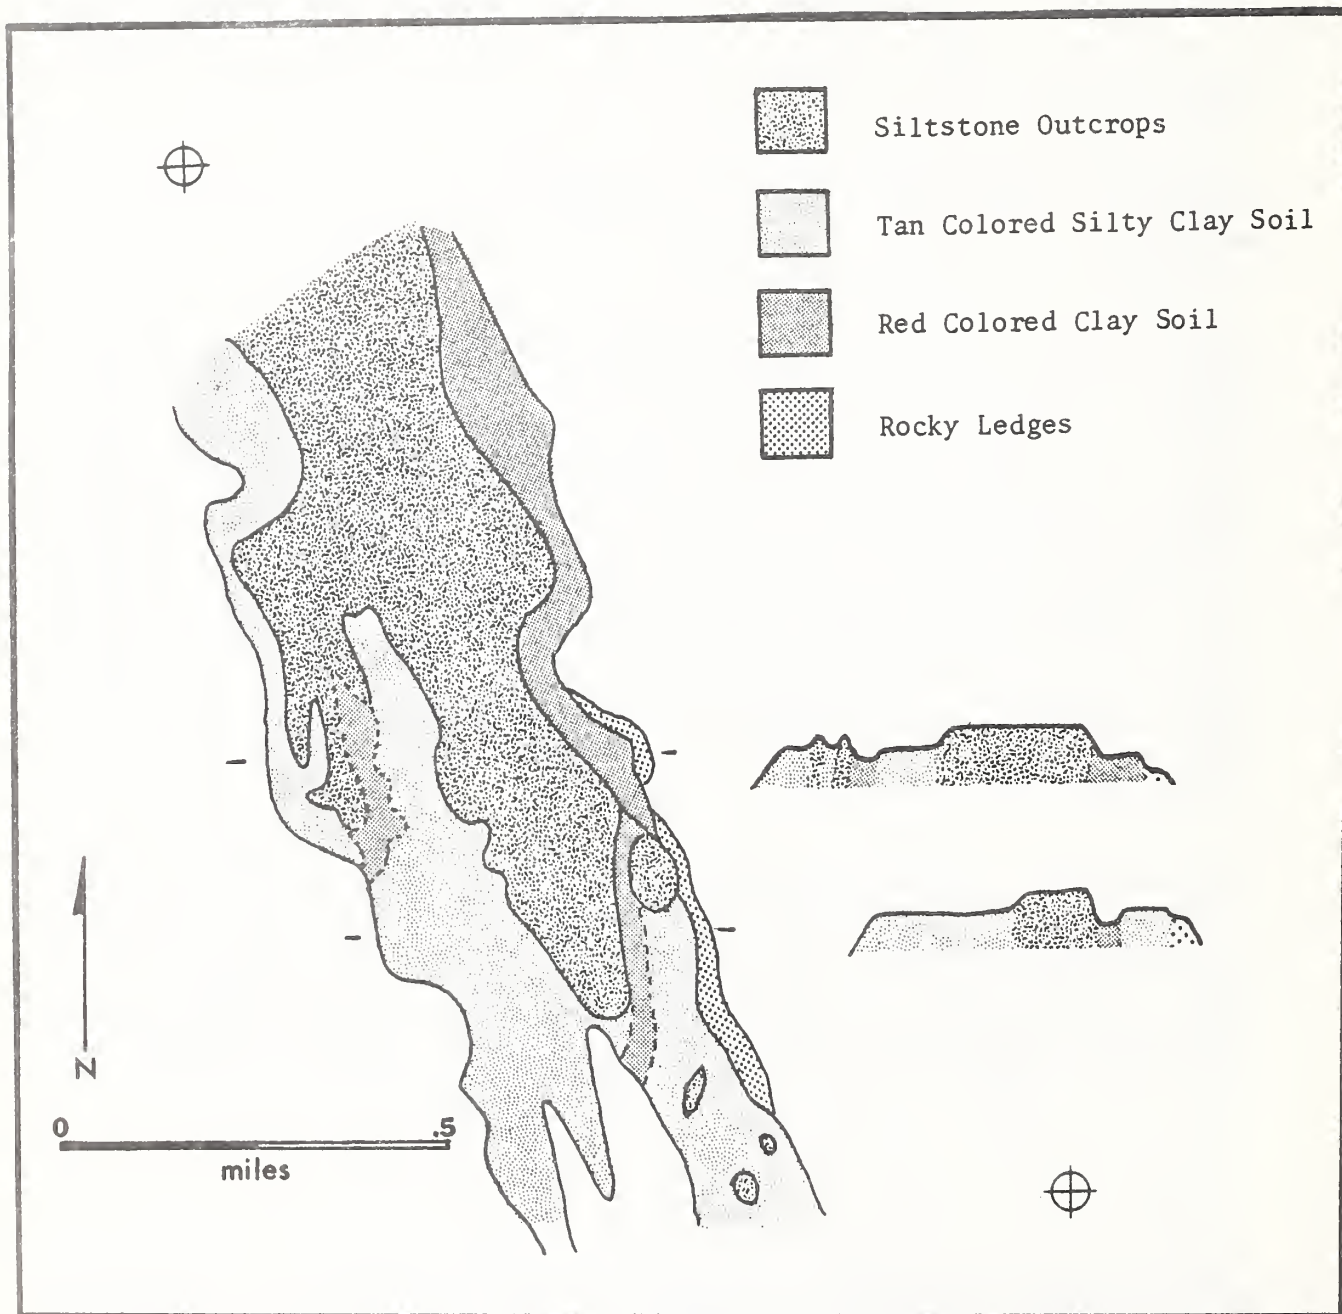 Siltstone Outcrops
Tan Colored Silty Clay Soil
Red Colored Clay Soil
Rocky Ledges
N
0 .5
miles